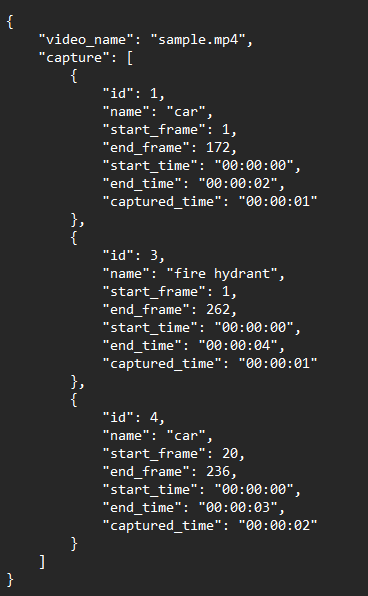 {
    "video_name": "sample.mp4",
    "capture": [
        {
            "id": 1,
            "name": "car",
            "start_frame": 1,
            "end_frame": 172,
            "start_time": "00:00:00",
            "end_time": "00:00:02",
            "captured_time": "00:00:01"
        },
        {
            "id": 3,
            "name": "fire hydrant",
            "start_frame": 1,
            "end_frame": 262,
            "start_time": "00:00:00",
            "end_time": "00:00:04",
            "captured_time": "00:00:01"
        },
        {
            "id": 4,
            "name": "car",
            "start_frame": 20,
            "end_frame": 236,
            "start_time": "00:00:00",
            "end_time": "00:00:03",
            "captured_time": "00:00:02"
        }
    ]
}